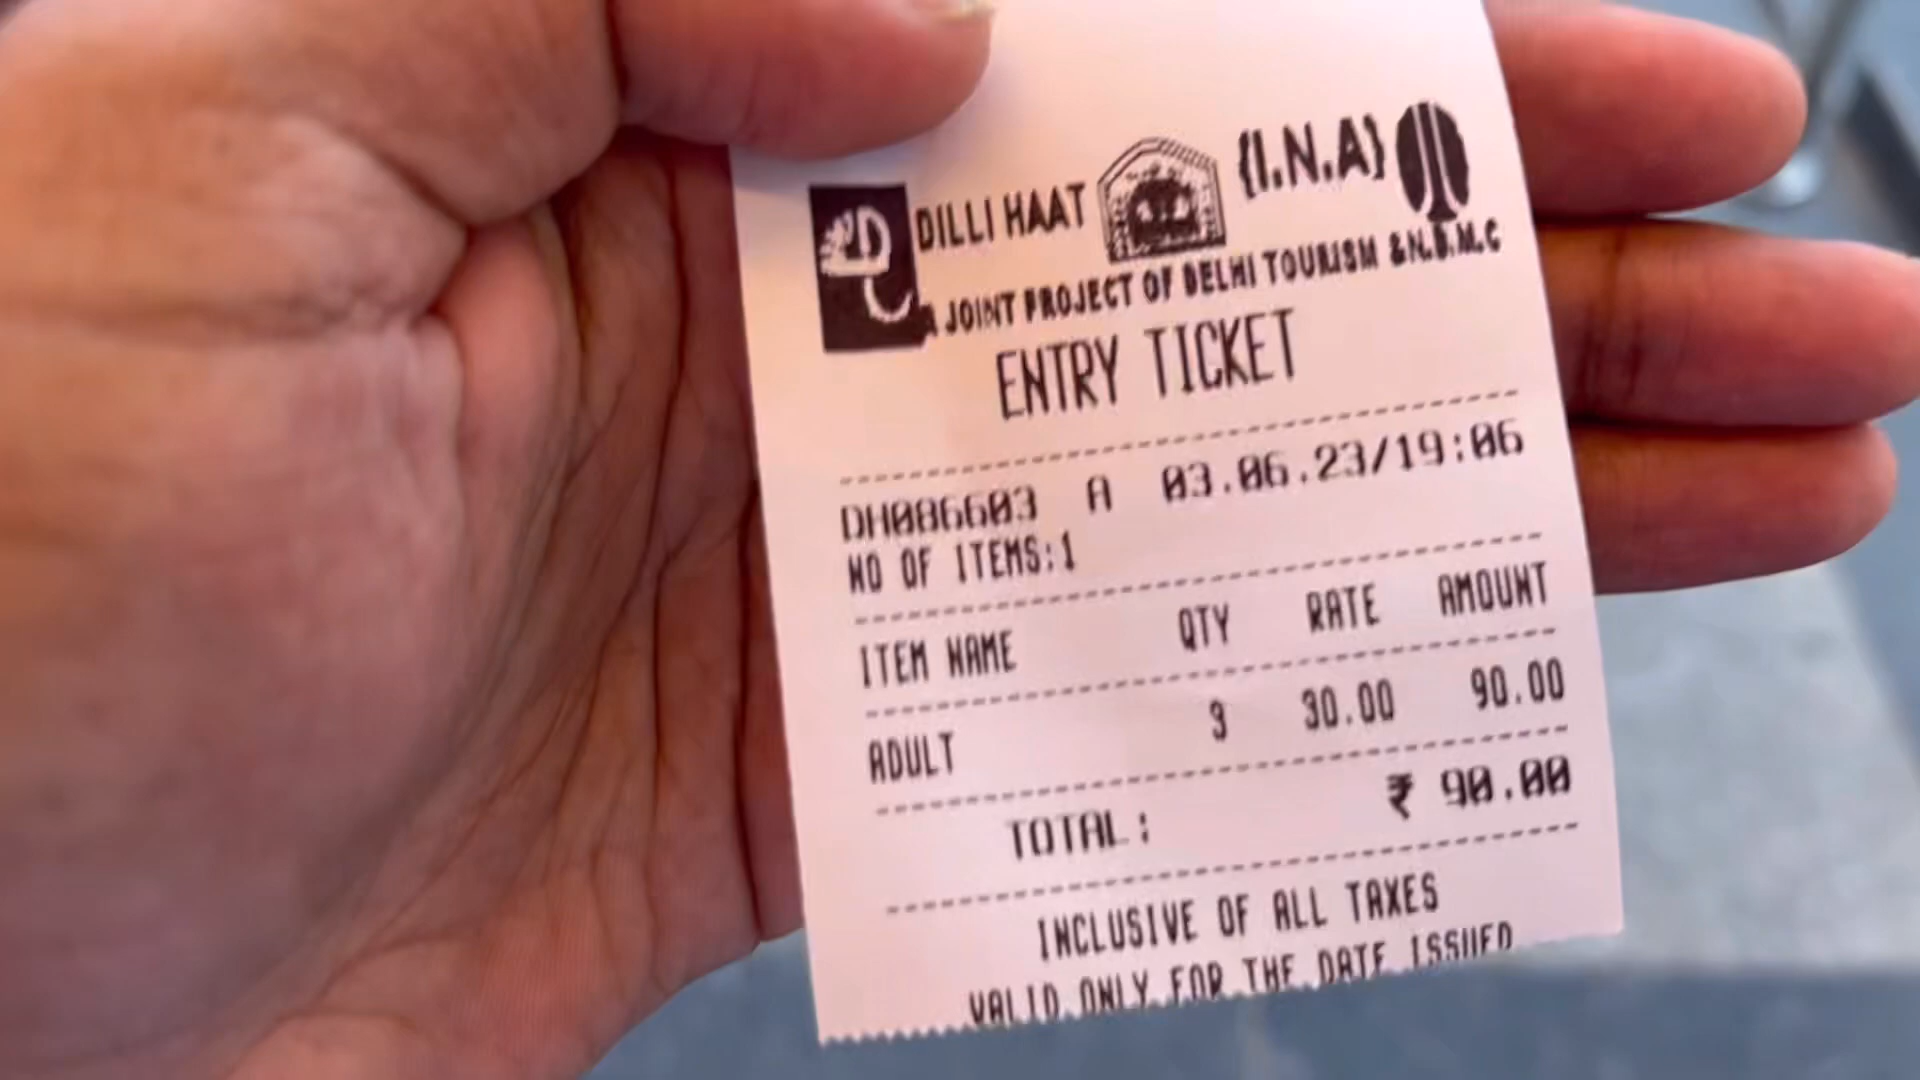 DILLI HAAT {I.N.A}
A JOINT PROJECT OF DELHI TOURISM & N.D.M.C
ENTRY TICKET
DH086603 A 03.06.23/19:06
NO OF ITEMS:1
ITEM NAME QTY RATE AMOUNT
ADULT 3 30.00 90.00
TOTAL: ₹ 90.00
INCLUSIVE OF ALL TAXES
VALID ONLY FOR THE DATE ISSUED